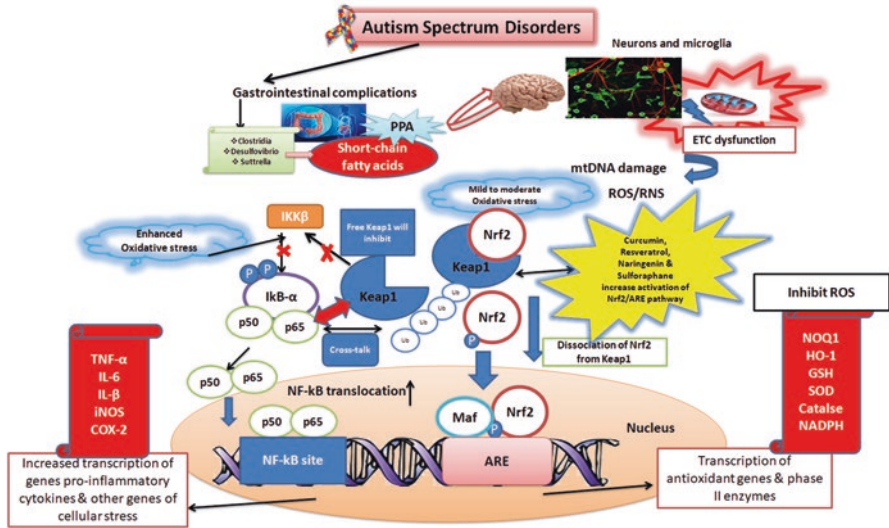 Autism Spectrum Disorders
Neurons and microglia
Gastrointestinal complications
PPA
❖Clostridia
❖Desulfovibrio
❖Suttrella
Short-chain
fatty acids
ETC dysfunction
mtDNA damage
ROS/RNS
Mild to moderate
Oxidative stress
Enhanced
Oxidative stress
IKKβ
Free Keap1 will
inhibit
Nrf2
Keap1
Curcumin,
Resveratrol,
Naringenin &
Sulforaphane
increase activation of
Nrf2/ARE pathway
P
P
IkB-α
Keap1
p50
p65
Ub
Ub
Ub
Ub
Nrf2
P
Cross-talk
Dissociation of Nrf2
from Keap1
Inhibit ROS
NOQ1
HO-1
GSH
SOD
Catalse
NADPH
TNF-α
IL-6
IL-β
iNOS
COX-2
p50
p65
NF-kB translocation
p50
p65
Maf
P
Nrf2
Nucleus
NF-kB site
ARE
Increased transcription of
genes pro-inflammatory
cytokines & other genes of
cellular stress
Transcription of
antioxidant genes & phase
II enzymes